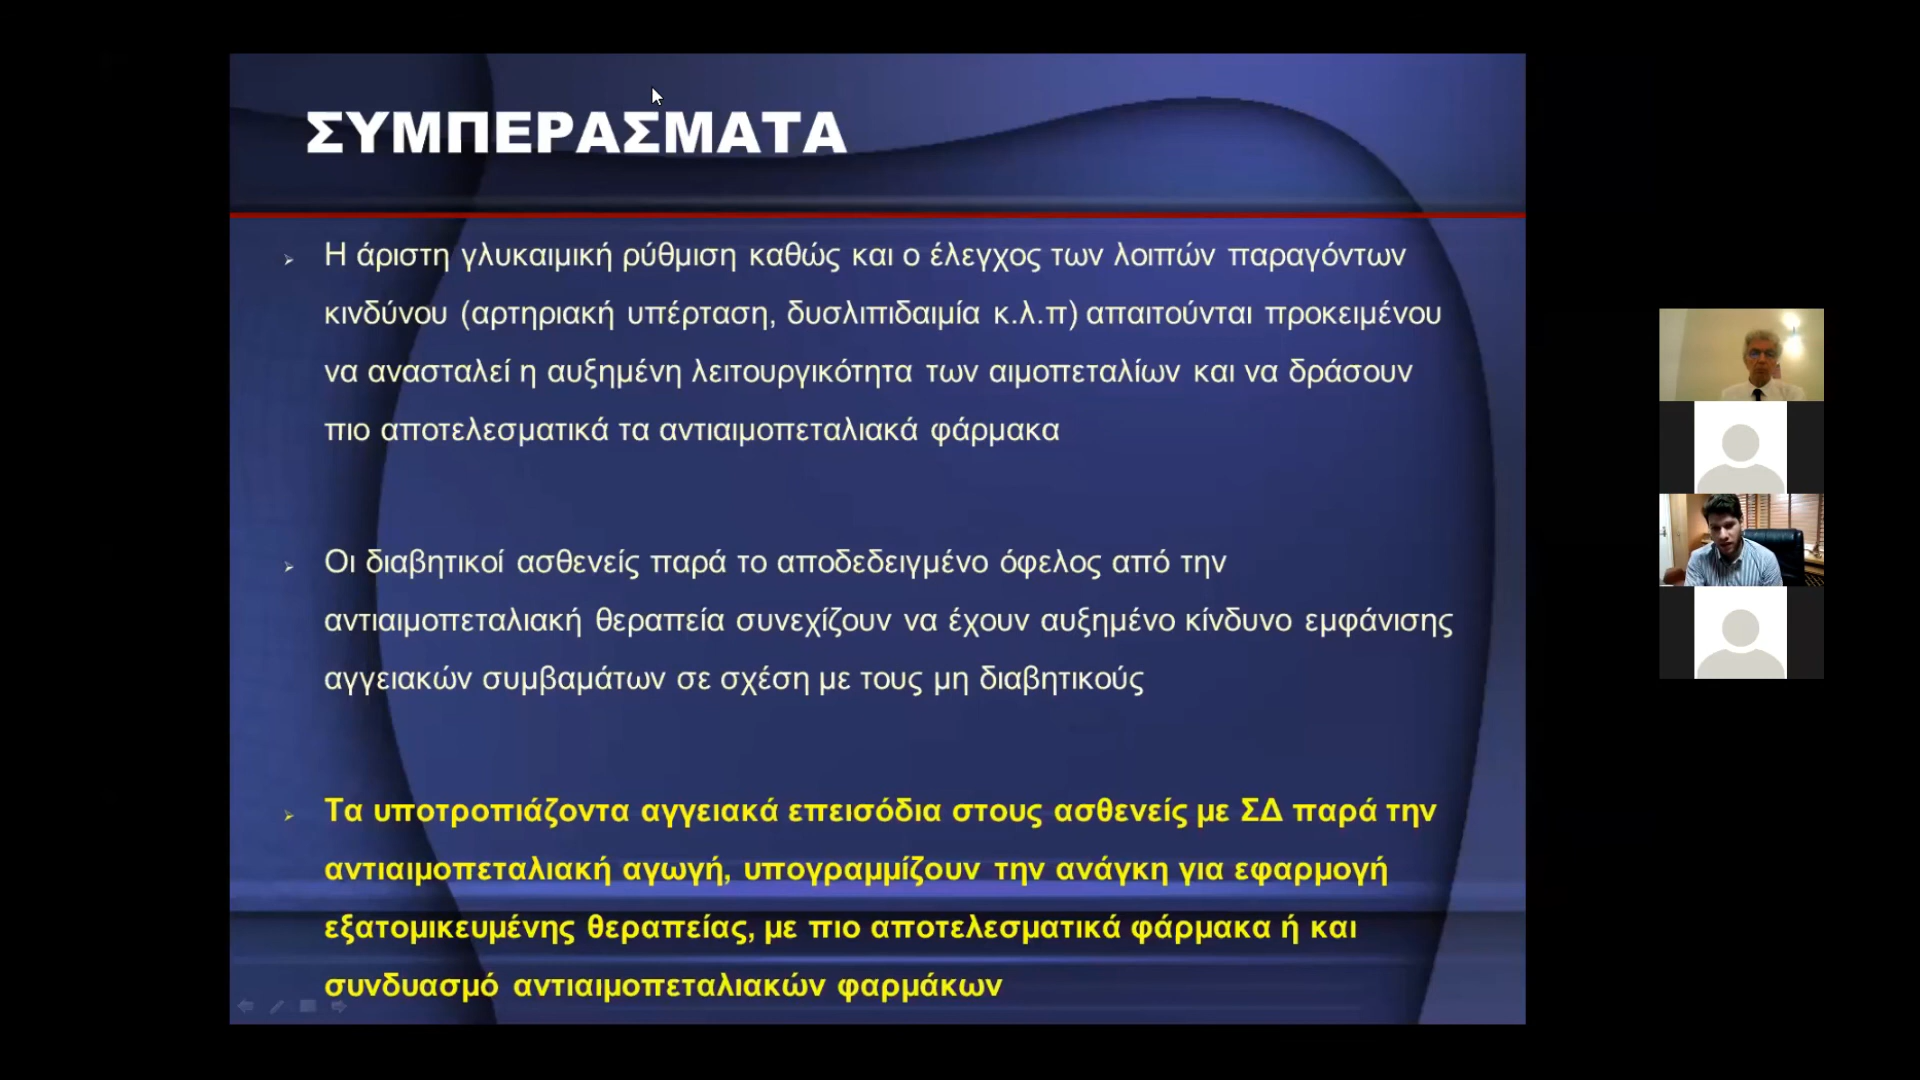 ΣΥΜΠΕΡΑΣΜΑΤΑ
Η άριστη γλυκαιμική ρύθμιση καθώς και ο έλεγχος των λοιπών παραγόντων
κινδύνου (αρτηριακή υπέρταση, δυσλιπιδαιμία κ.λ.π) απαιτούνται προκειμένου
να ανασταλεί η αυξημένη λειτουργικότητα των αιμοπεταλίων και να δράσουν
πιο αποτελεσματικά τα αντιαιμοπεταλιακά φάρμακα
Οι διαβητικοί ασθενείς παρά το αποδεδειγμένο όφελος από την
αντιαιμοπεταλιακή θεραπεία συνεχίζουν να έχουν αυξημένο κίνδυνο εμφάνισης
αγγειακών συμβαμάτων σε σχέση με τους μη διαβητικούς
Τα υποτροπιάζοντα αγγειακά επεισόδια στους ασθενείς με ΣΔ παρά την
αντιαιμοπεταλιακή αγωγή, υπογραμμίζουν την ανάγκη για εφαρμογή
εξατομικευμένης θεραπείας, με πιο αποτελεσματικά φάρμακα ή και
συνδυασμό αντιαιμοπεταλιακών φαρμάκων